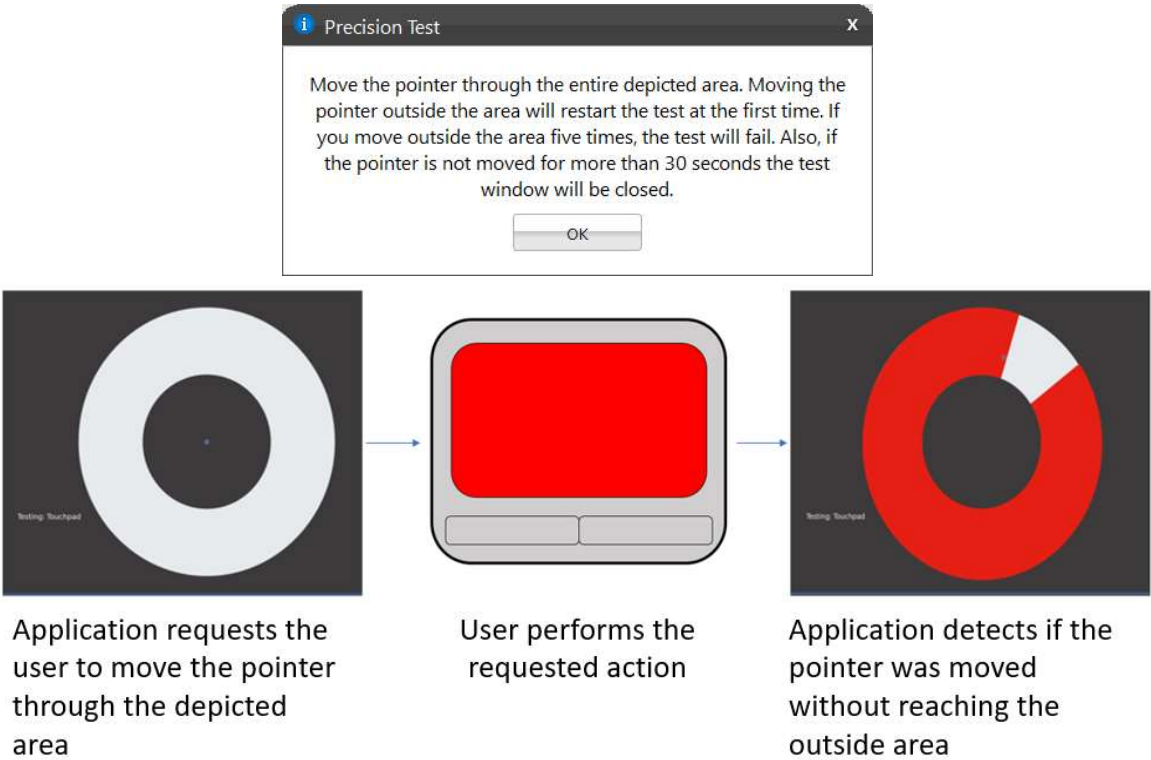 Precision Test
X
Move the pointer through the entire depicted area. Moving the
pointer outside the area will restart the test at the first time. If
you move outside the area five times, the test will fail. Also, if
the pointer is not moved for more than 30 seconds the test
window will be closed.
OK
Testing: Touchpad
Testing: Touchpad
Application requests the
user to move the pointer
through the depicted
area
User performs the
requested action
Application detects if the
pointer was moved
without reaching the
outside area